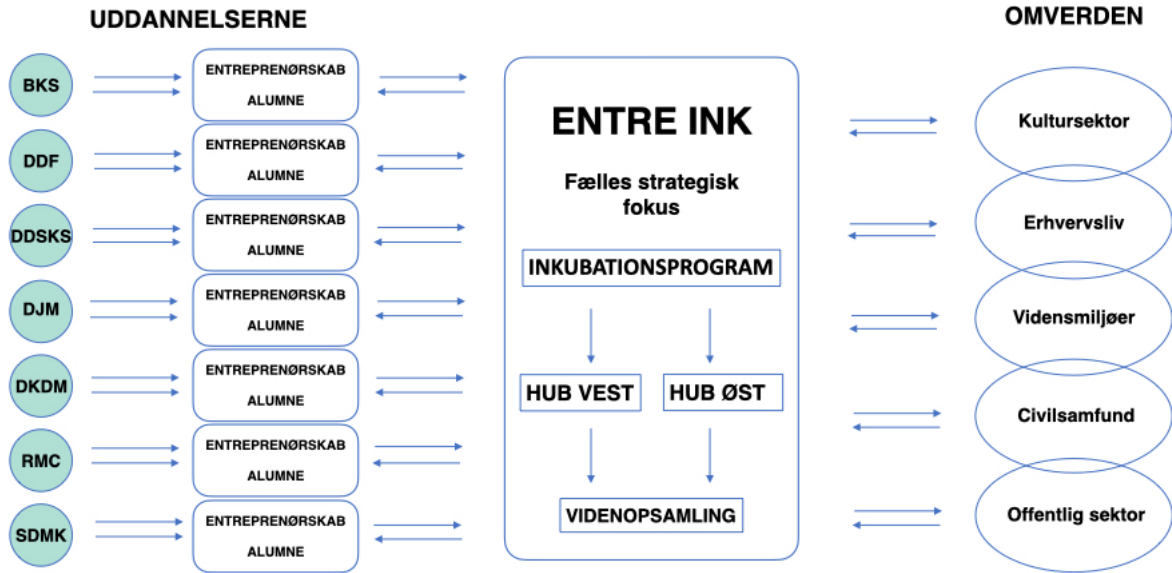 UDDANNELSERNE
OMVERDEN
BKS
ENTREPRENØRSKAB
ALUMNE
DDF
ENTREPRENØRSKAB
ALUMNE
DDSKS
ENTREPRENØRSKAB
ALUMNE
DJM
ENTREPRENØRSKAB
ALUMNE
DKDM
ENTREPRENØRSKAB
ALUMNE
RMC
ENTREPRENØRSKAB
ALUMNE
SDMK
ENTREPRENØRSKAB
ALUMNE
ENTRE INK
Fælles strategisk
fokus
INKUBATIONSPROGRAM
HUB VEST
HUB ØST
VIDENOPSAMLING
Kultursektor
Erhvervsliv
Vidensmiljøer
Civilsamfund
Offentlig sektor